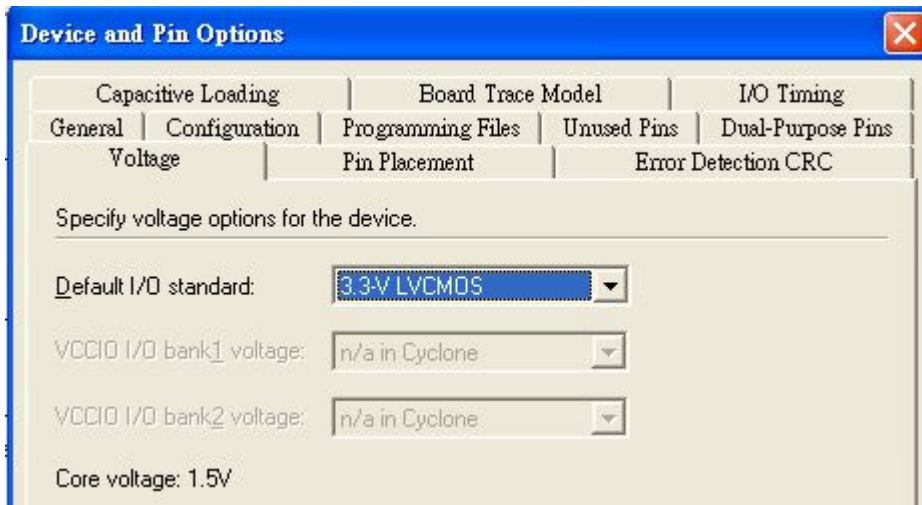 Device and Pin Options
Capacitive Loading Board Trace Model I/O Timing
General Configuration Programming Files Unused Pins Dual-Purpose Pins
Voltage Pin Placement Error Detection CRC
Specify voltage options for the device.
Default I/O standard: 3.3-V LVCMOS
VCCIO I/O bank1 voltage: n/a in Cyclone
VCCIO I/O bank2 voltage: n/a in Cyclone
Core voltage: 1.5V